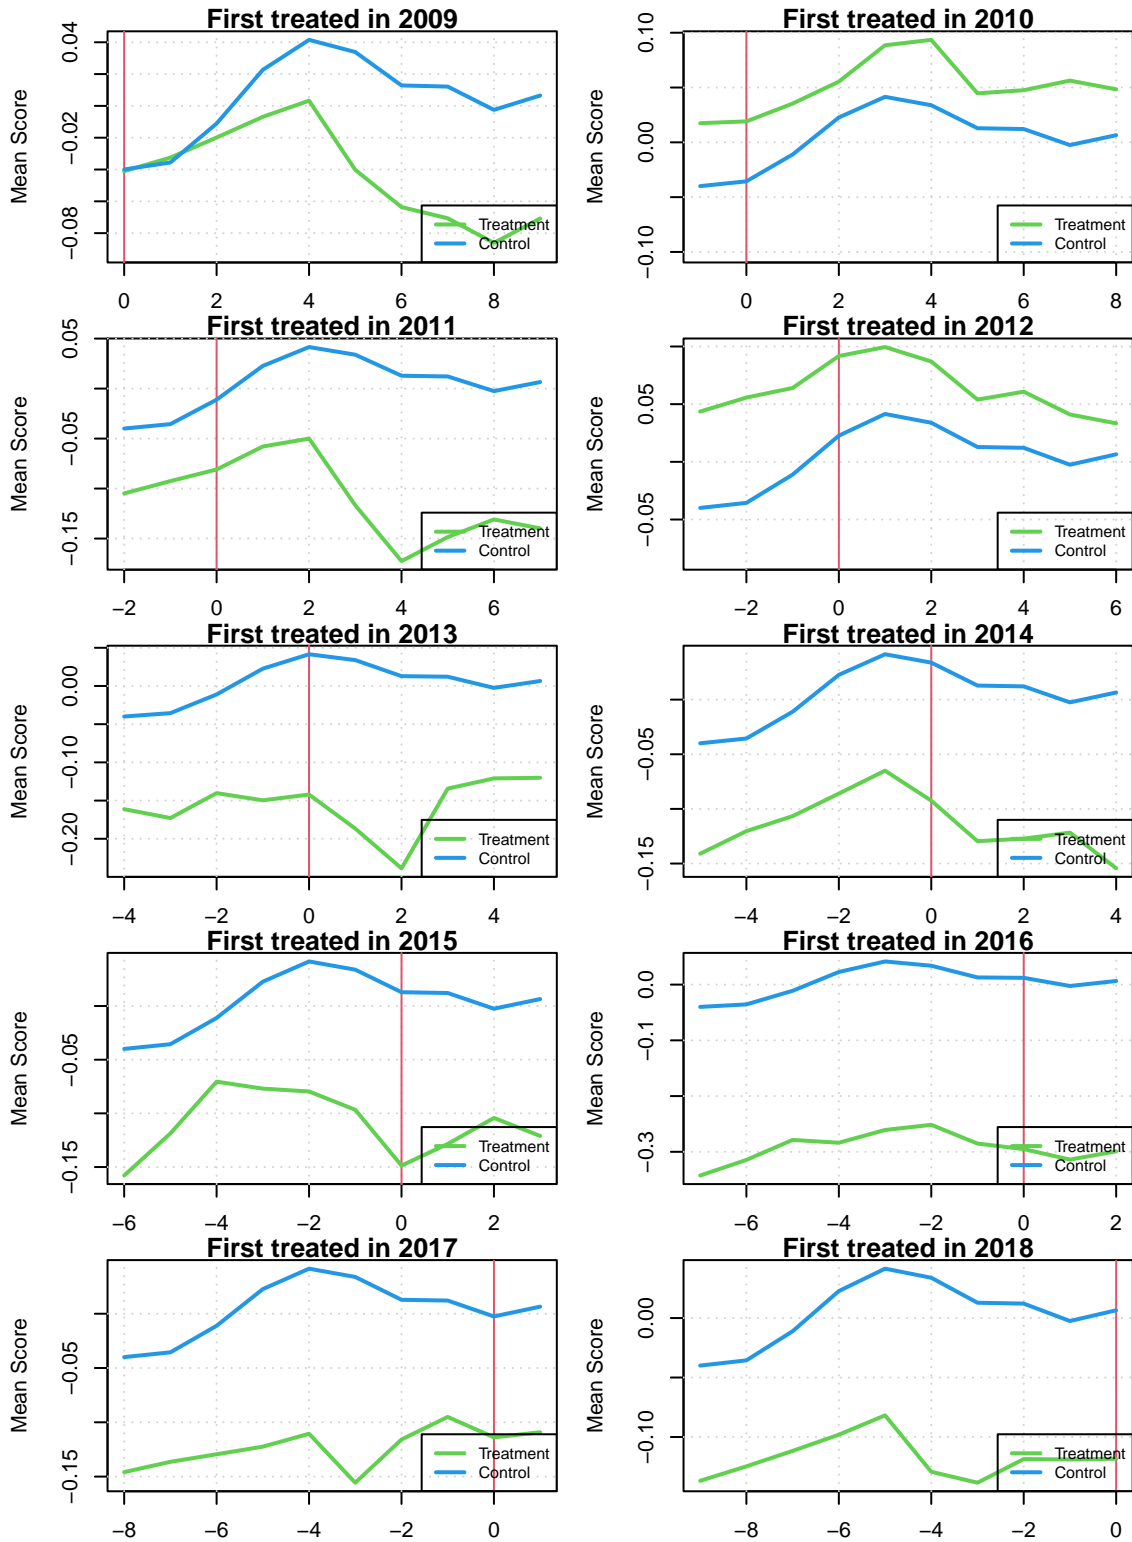 First treated in 2009
Mean Score
0.04
−0.02
−0.08
0 2 4 6 8
Treatment
Control
First treated in 2010
Mean Score
0.10
0.00
−0.10
0 2 4 6 8
Treatment
Control
First treated in 2011
Mean Score
0.05
−0.05
−0.15
−2 0 2 4 6
Treatment
Control
First treated in 2012
Mean Score
0.05
−0.05
−2 0 2 4 6
Treatment
Control
First treated in 2013
Mean Score
0.00
−0.10
−0.20
−4 −2 0 2 4
Treatment
Control
First treated in 2014
Mean Score
−0.05
−0.15
−4 −2 0 2 4
Treatment
Control
First treated in 2015
Mean Score
−0.05
−0.15
−6 −4 −2 0 2
Treatment
Control
First treated in 2016
Mean Score
0.0
−0.1
−0.3
−6 −4 −2 0 2
Treatment
Control
First treated in 2017
Mean Score
−0.05
−0.15
−8 −6 −4 −2 0
Treatment
Control
First treated in 2018
Mean Score
0.00
−0.10
−8 −6 −4 −2 0
Treatment
Control